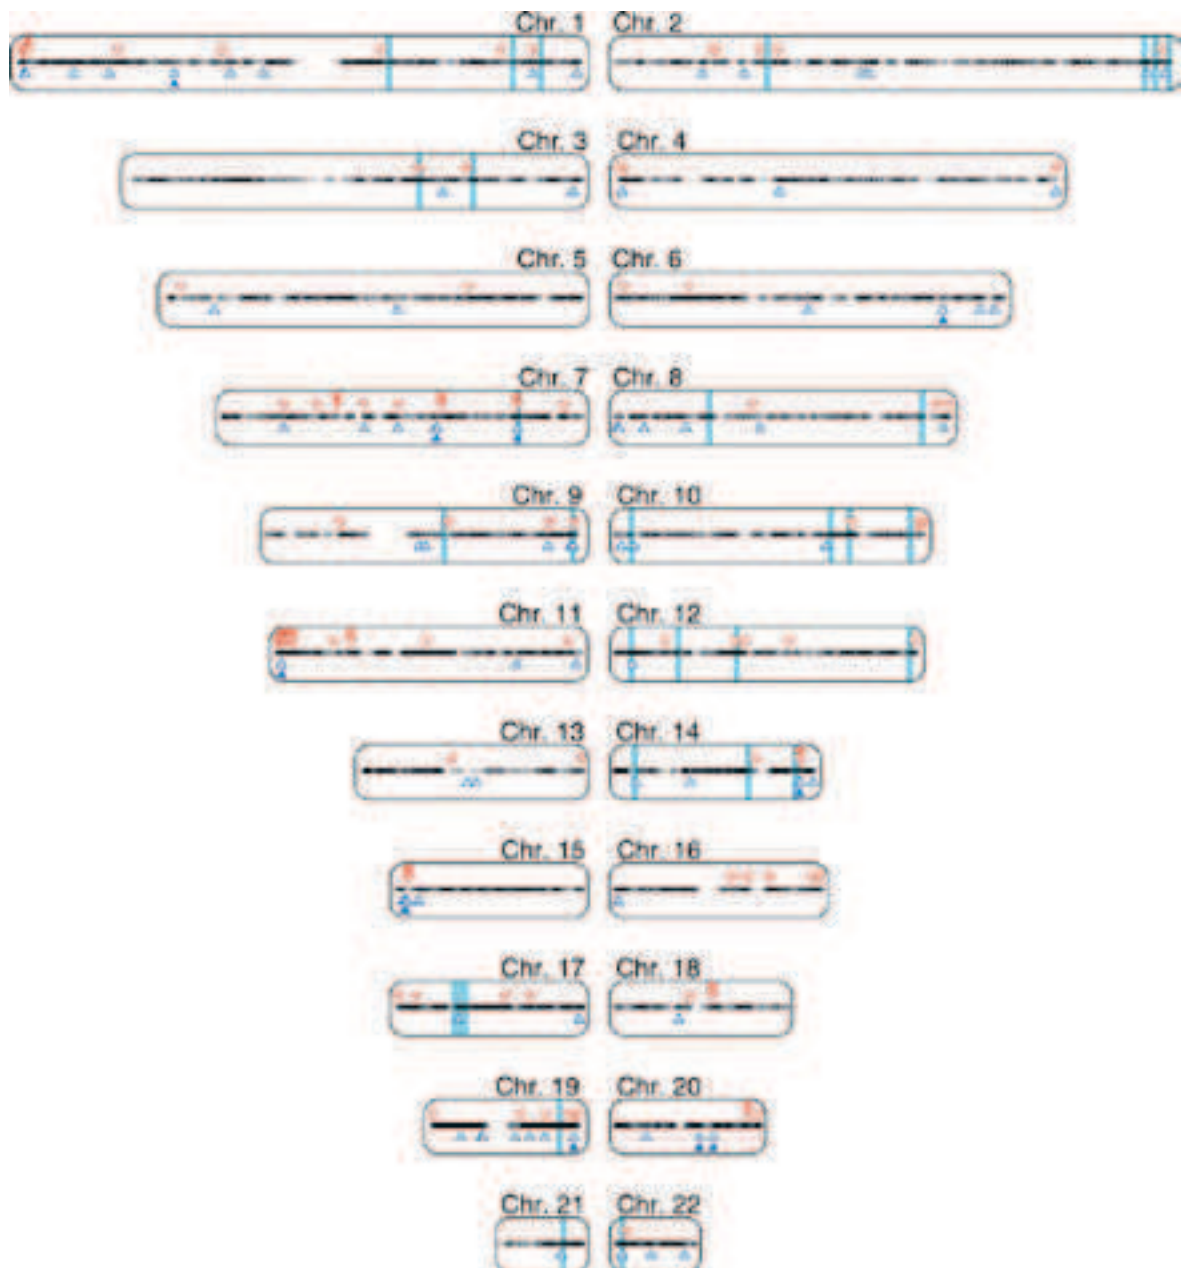 Chr. 1 Chr. 2
Chr. 3 Chr. 4
Chr. 5 Chr. 6
Chr. 7 Chr. 8
Chr. 9 Chr. 10
Chr. 11 Chr. 12
Chr. 13 Chr. 14
Chr. 15 Chr. 16
Chr. 17 Chr. 18
Chr. 19 Chr. 20
Chr. 21 Chr. 22